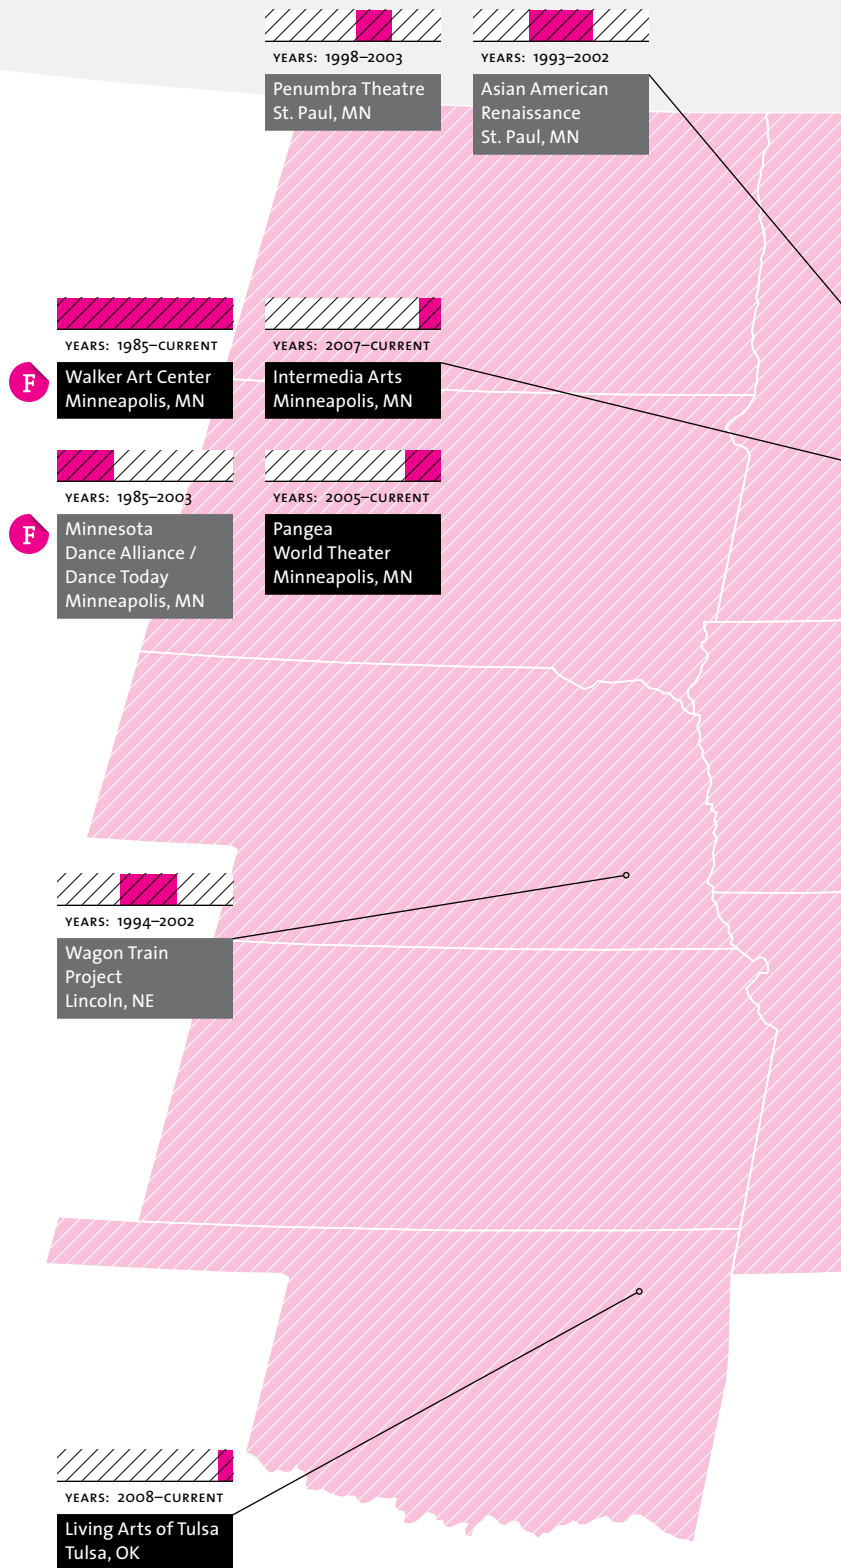 YEARS: 1998–2003
Penumbra Theatre
St. Paul, MN
YEARS: 1993–2002
Asian American
Renaissance
St. Paul, MN
YEARS: 1985–CURRENT
F
Walker Art Center
Minneapolis, MN
YEARS: 2007–CURRENT
Intermedia Arts
Minneapolis, MN
YEARS: 1985–2003
F
Minnesota
Dance Alliance /
Dance Today
Minneapolis, MN
YEARS: 2005–CURRENT
Pangea
World Theater
Minneapolis, MN
YEARS: 1994–2002
Wagon Train
Project
Lincoln, NE
YEARS: 2008–CURRENT
Living Arts of Tulsa
Tulsa, OK